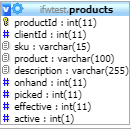 ifwtest.products
productId : int(11)
clientId : int(11)
sku : varchar(15)
product : varchar(100)
description : varchar(255)
onhand : int(11)
picked : int(11)
effective : int(11)
active : int(1)